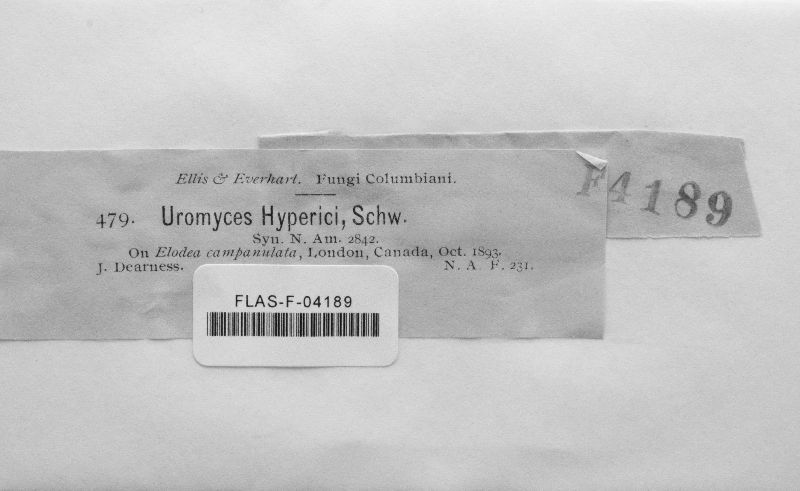 Ellis & Everhart. Fungi Columbiani.
F4189
479. Uromyces Hyperici, Schw.
Syn. N. Am. 2842.
On Elodea campanulata, London, Canada, Oct. 1893.
J. Dearness. N. A. F. 231.
FLAS-F-04189